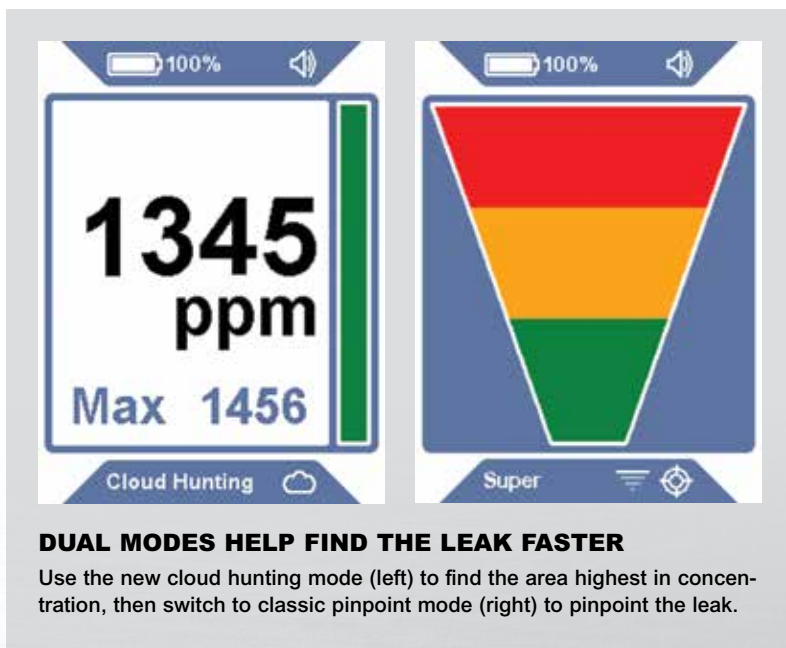 100%
1345
ppm
Max 1456
Cloud Hunting
100%
Super
DUAL MODES HELP FIND THE LEAK FASTER
Use the new cloud hunting mode (left) to find the area highest in concen-
tration, then switch to classic pinpoint mode (right) to pinpoint the leak.